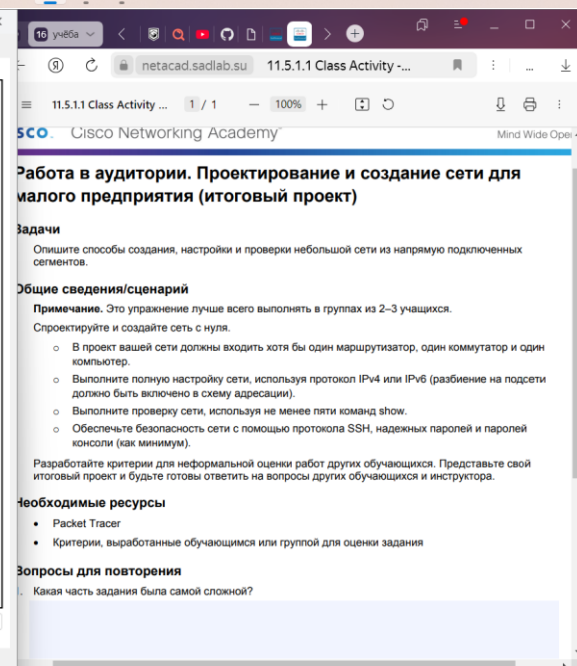 16 учёба
netacad.sadlab.su 11.5.1.1 Class Activity -...
11.5.1.1 Class Activity ... 1 / 1 — 100% +
Cisco Networking Academy
Mind Wide Ope
Работа в аудитории. Проектирование и создание сети для
малого предприятия (итоговый проект)
Задачи
Опишите способы создания, настройки и проверки небольшой сети из напрямую подключенных
сегментов.
Общие сведения/сценарий
Примечание. Это упражнение лучше всего выполнять в группах из 2–3 учащихся.
Спроектируйте и создайте сеть с нуля.
o В проект вашей сети должны входить хотя бы один маршрутизатор, один коммутатор и один
компьютер.
o Выполните полную настройку сети, используя протокол IPv4 или IPv6 (разбиение на подсети
должно быть включено в схему адресации).
o Выполните проверку сети, используя не менее пяти команд show.
o Обеспечьте безопасность сети с помощью протокола SSH, надежных паролей и паролей
консоли (как минимум).
Разработайте критерии для неформальной оценки работ других обучающихся. Представьте свой
итоговый проект и будьте готовы ответить на вопросы других обучающихся и инструктора.
Необходимые ресурсы
• Packet Tracer
• Критерии, выработанные обучающимся или группой для оценки задания
Вопросы для повторения
Какая часть задания была самой сложной?